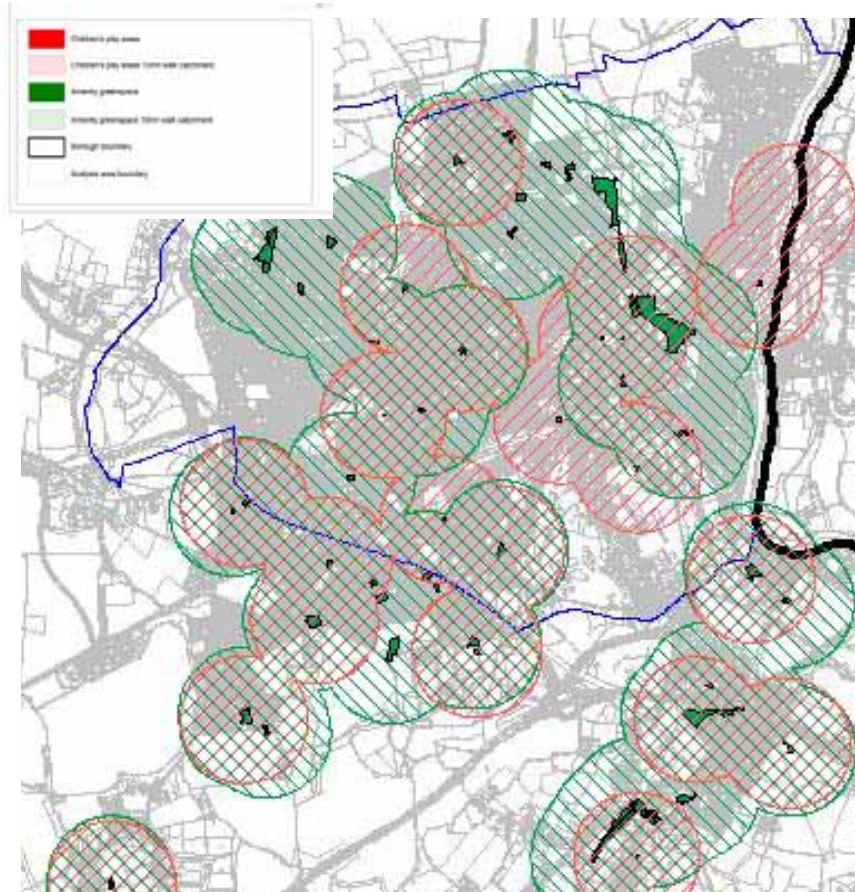 Children's play areas
Children's play areas 10min walk catchment
Amenity greenspace
Amenity greenspace 10min walk catchment
Borough boundary
Analysis area boundary